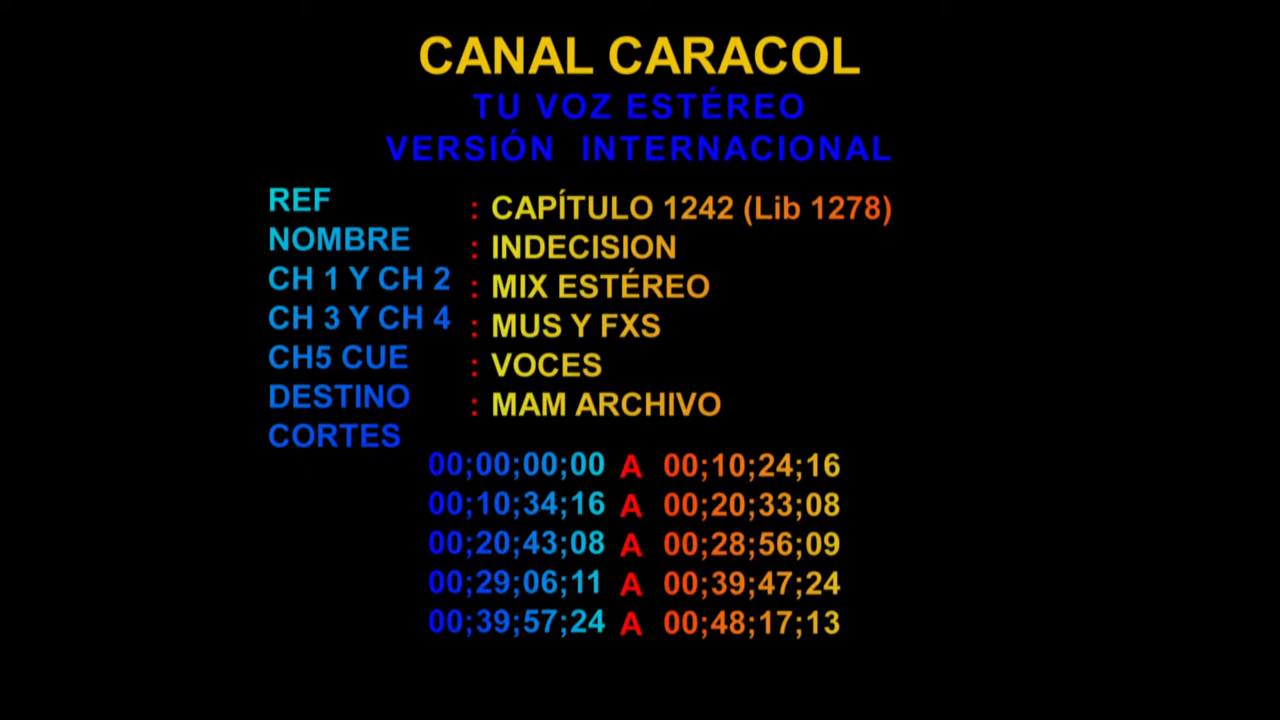 CANAL CARACOL
TU VOZ ESTÉREO
VERSIÓN INTERNACIONAL
REF : CAPÍTULO 1242 (Lib 1278)
NOMBRE : INDECISION
CH 1 Y CH 2 : MIX ESTÉREO
CH 3 Y CH 4 : MUS Y FXS
CH5 CUE : VOCES
DESTINO : MAM ARCHIVO
CORTES
00;00;00;00 A 00;10;24;16
00;10;34;16 A 00;20;33;08
00;20;43;08 A 00;28;56;09
00;29;06;11 A 00;39;47;24
00;39;57;24 A 00;48;17;13